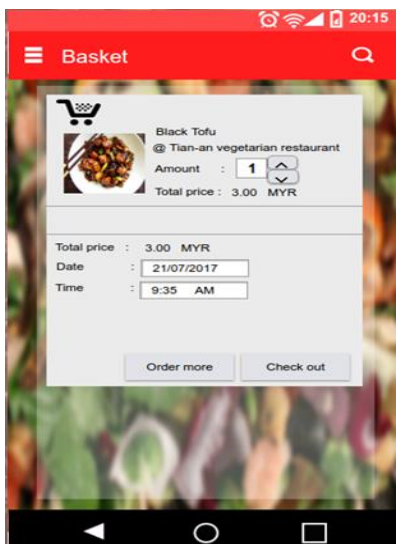 20:15
Basket
Black Tofu
@ Tian-an vegetarian restaurant
Amount : 1
Total price : 3.00 MYR
Total price : 3.00 MYR
Date : 21/07/2017
Time : 9:35 AM
Order more Check out